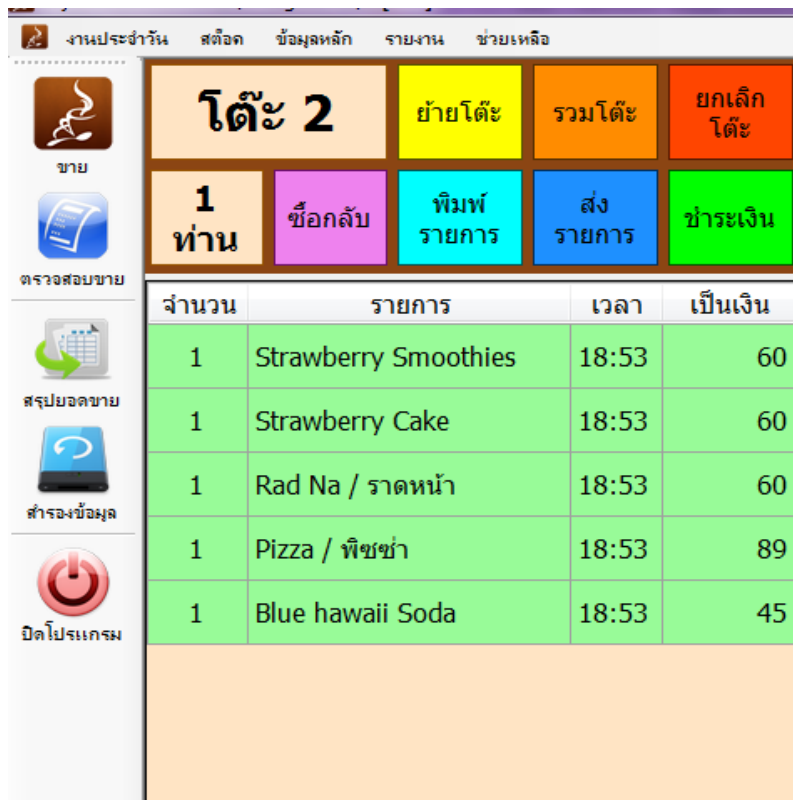 งานประจำวัน สต๊อค ข้อมูลหลัก รายงาน ช่วยเหลือ
ขาย
ตรวจสอบขาย
สรุปยอดขาย
สำรองข้อมูล
ปิดโปรแกรม
โต๊ะ 2
ย้ายโต๊ะ
รวมโต๊ะ
ยกเลิก
โต๊ะ
1
ท่าน
ซื้อกลับ
พิมพ์
รายการ
ส่ง
รายการ
ชำระเงิน
จำนวน รายการ เวลา เป็นเงิน
1 Strawberry Smoothies 18:53 60
1 Strawberry Cake 18:53 60
1 Rad Na / ราดหน้า 18:53 60
1 Pizza / พิซซ่า 18:53 89
1 Blue hawaii Soda 18:53 45